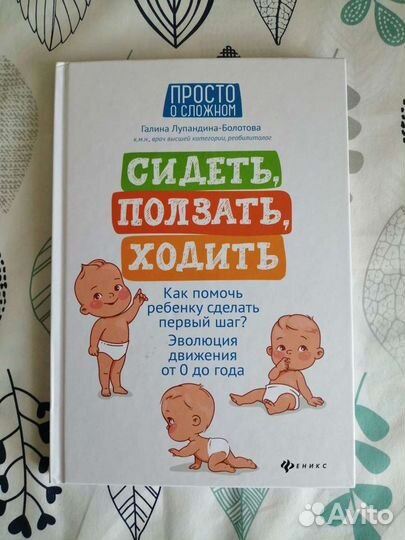 ПРОСТО
О СЛОЖНОМ
Галина Лупандина-Болотова
к.м.н., врач высшей категории, реабилитолог
СИДЕТЬ,
ПОЛЗАТЬ,
ХОДИТЬ
Как помочь
ребенку сделать
первый шаг?
Эволюция
движения
от 0 до года
ФЕНИКС
Avito